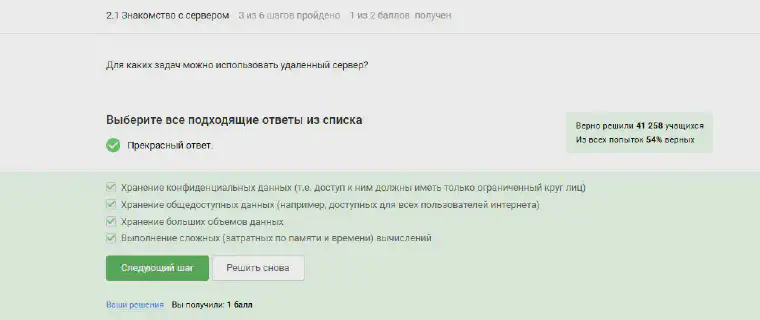 2.1 Знакомство с сервером 3 из 6 шагов пройдено 1 из 2 баллов получен
Для каких задач можно использовать удаленный сервер?
Выберите все подходящие ответы из списка
Верно решили 41 258 учащихся
Из всех попыток 54% верных
Прекрасный ответ.
Хранение конфиденциальных данных (т.е. доступ к ним должны иметь только ограниченный круг лиц)
Хранение общедоступных данных (например, доступных для всех пользователей интернета)
Хранение больших объемов данных
Выполнение сложных (затратных по памяти и времени) вычислений
Следующий шаг Решить снова
Ваши решения Вы получили: 1 балл